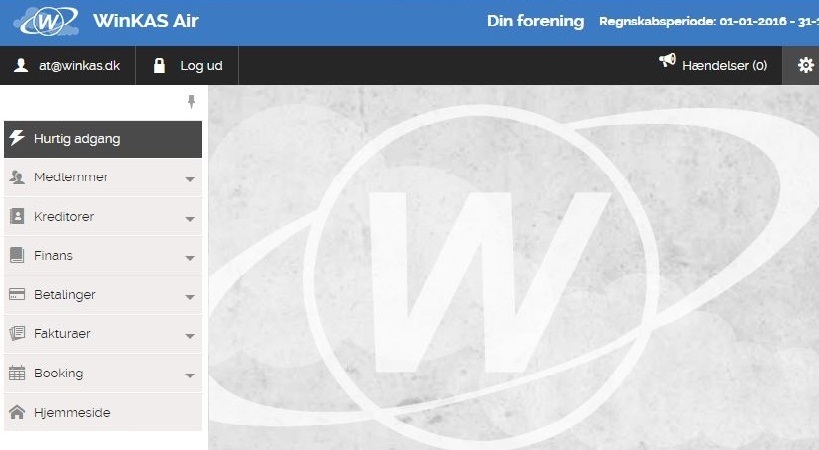 W WinKAS Air
Din forening Regnskabsperiode: 01-01-2016 - 31-
at@winkas.dk Log ud Hændelser (0)
Hurtig adgang
Medlemmer
Kreditorer
Finans
Betalinger
Fakturaer
Booking
Hjemmeside
W